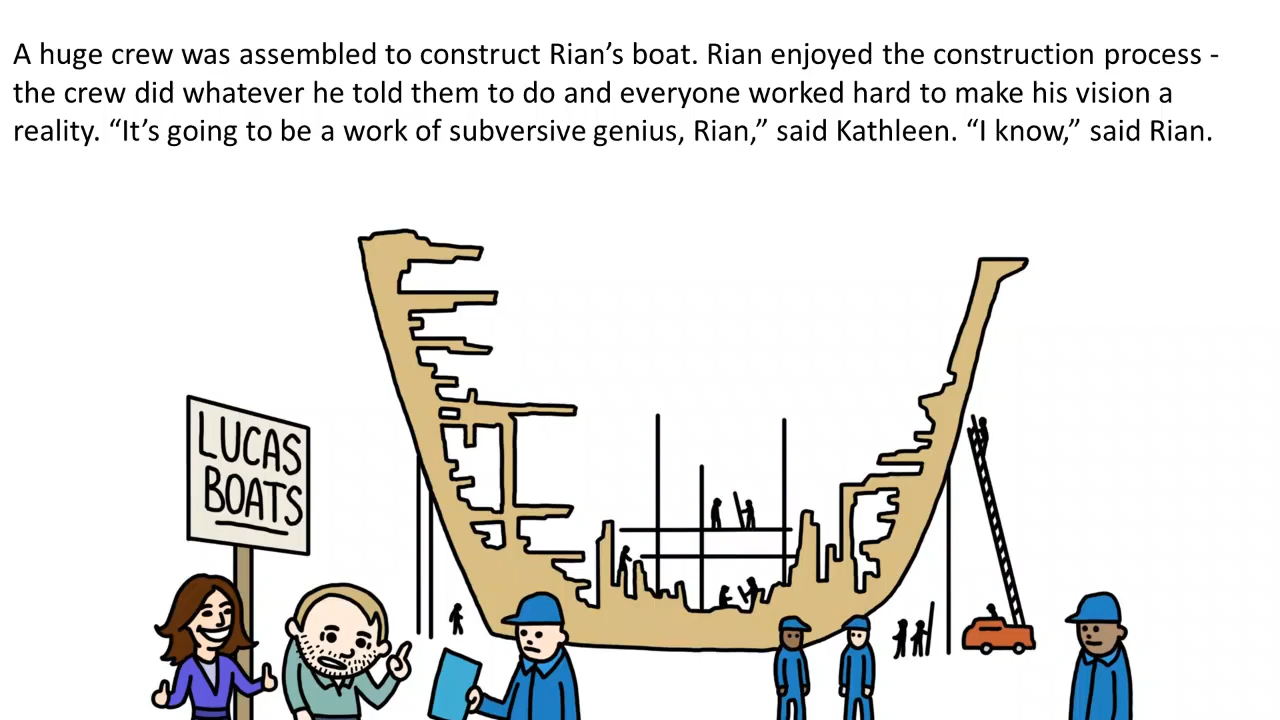 A huge crew was assembled to construct Rian’s boat. Rian enjoyed the construction process -
the crew did whatever he told them to do and everyone worked hard to make his vision a
reality. “It’s going to be a work of subversive genius, Rian,” said Kathleen. “I know,” said Rian.
LUCAS
BOATS